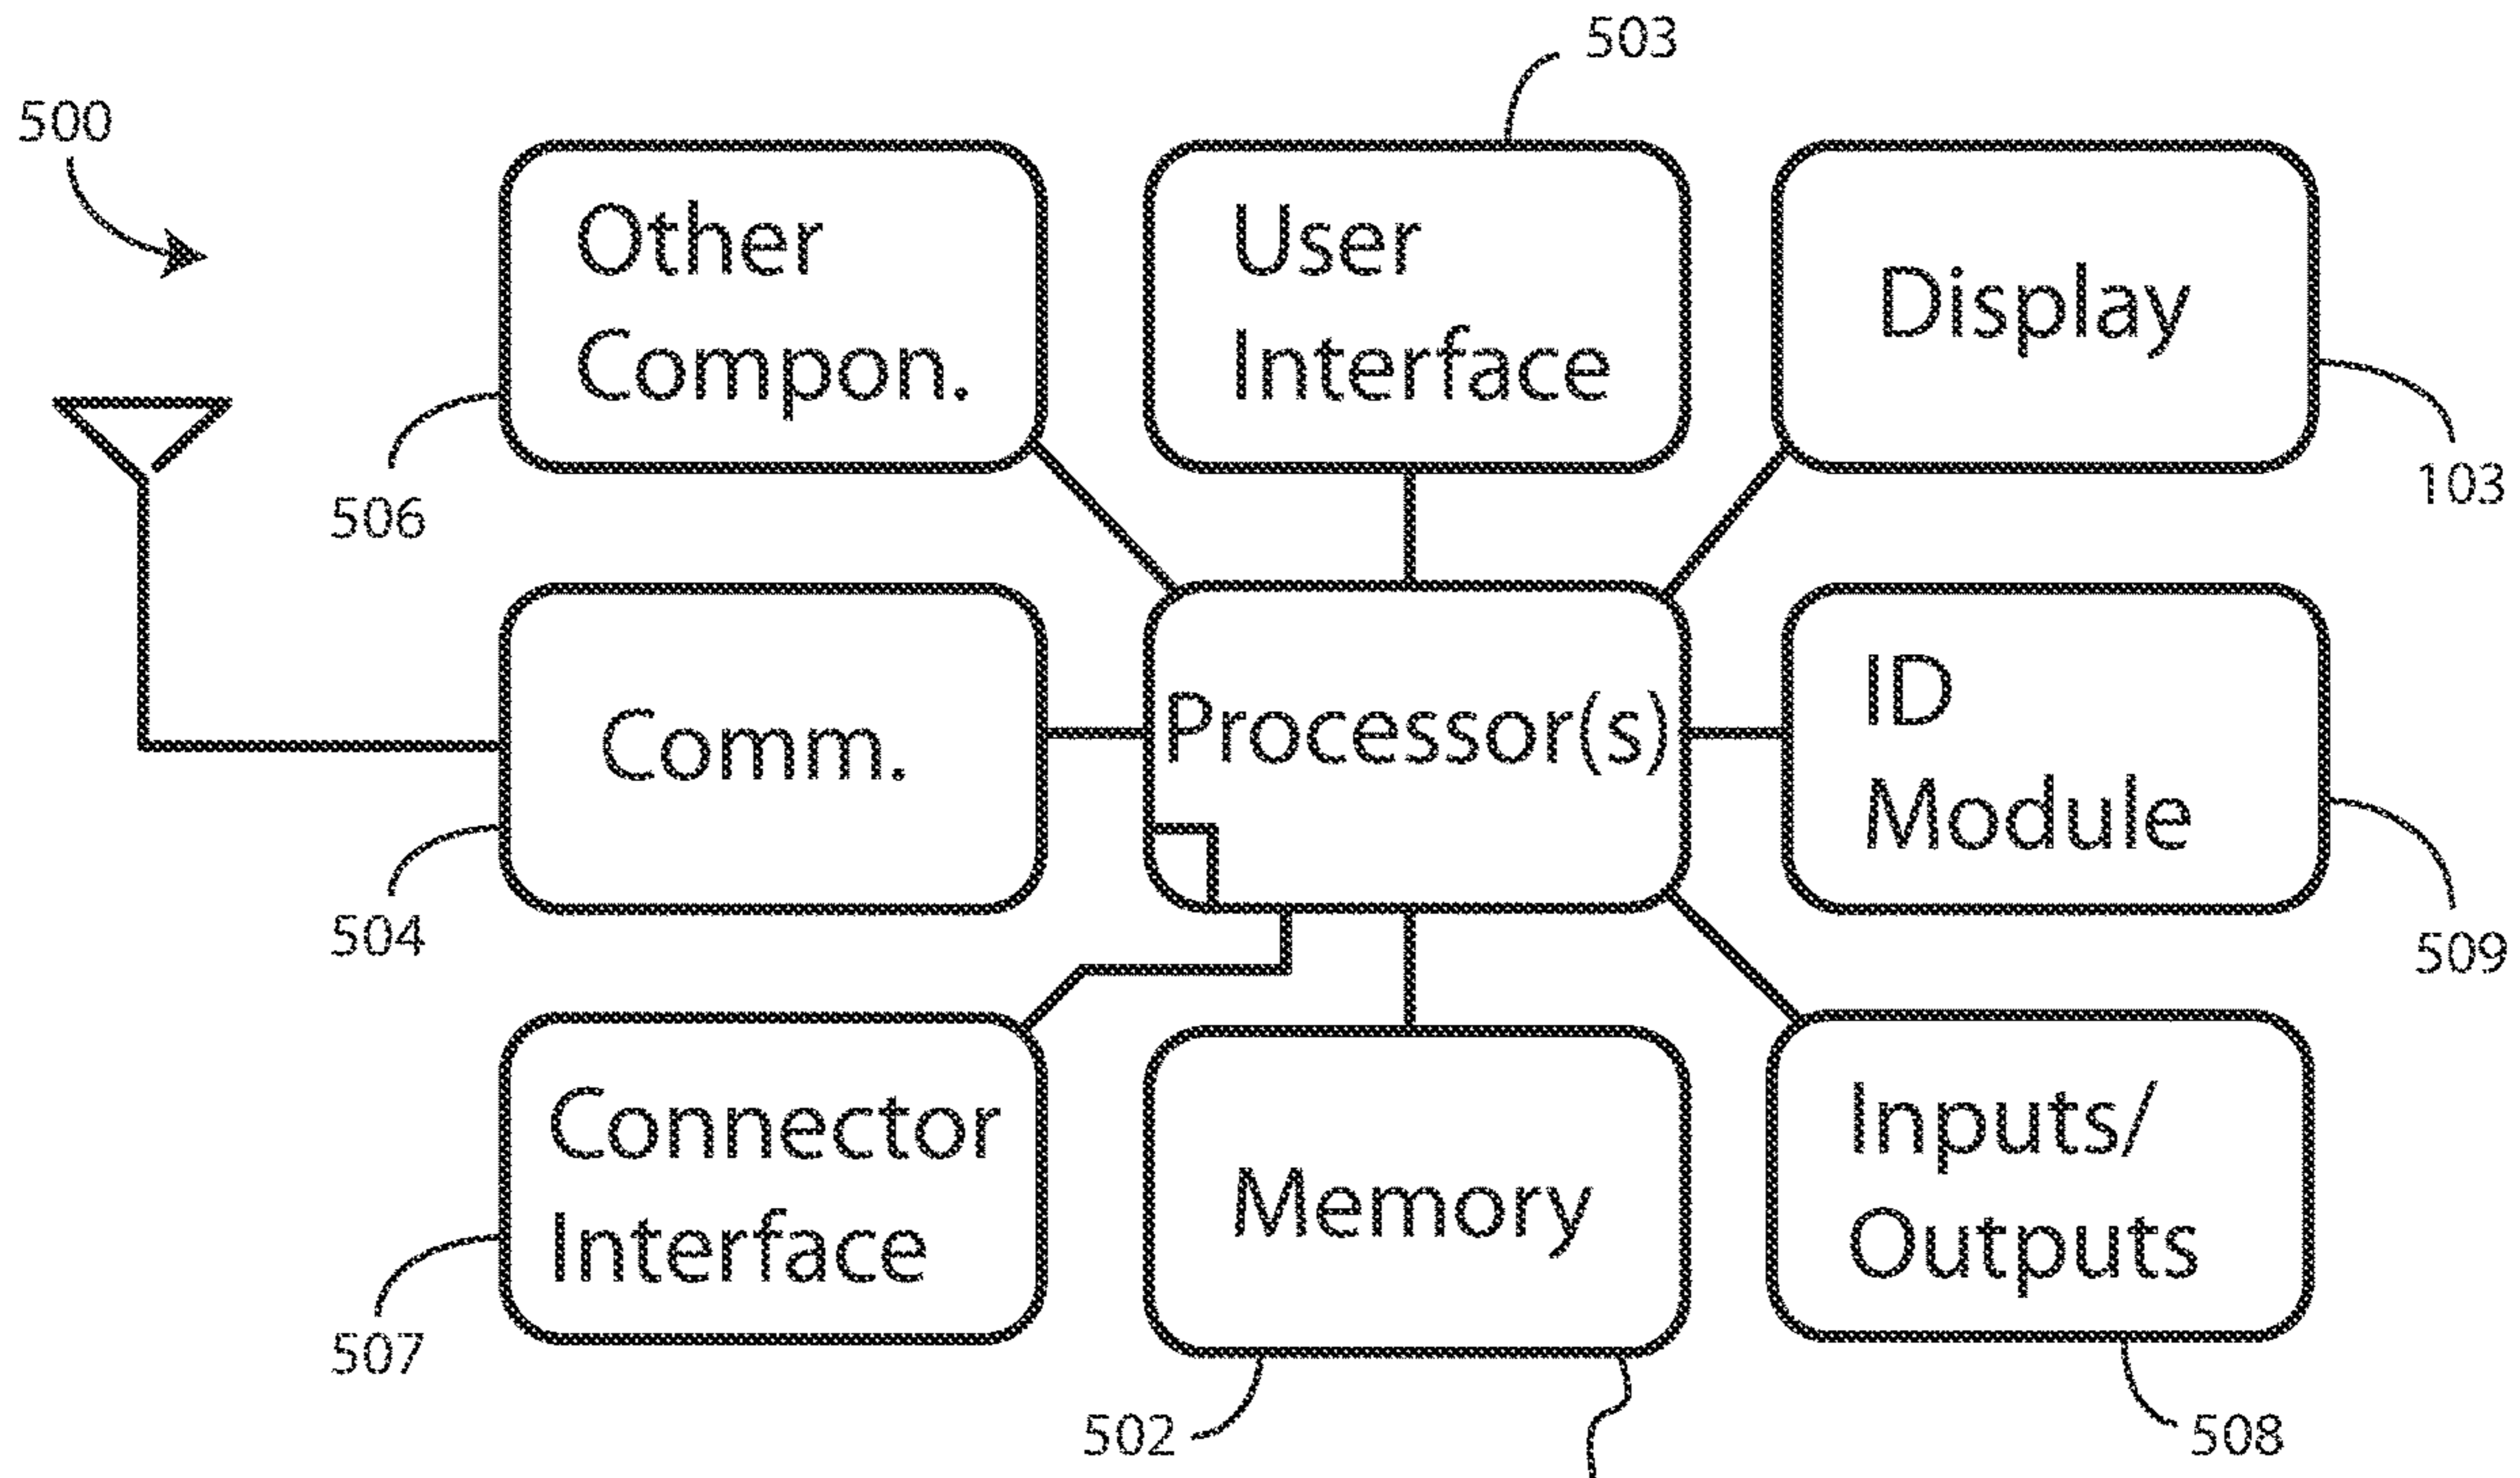 503
500
Other
Compon.
User
Interface
Display
506
103
Comm.
Processor(s)
ID
Module
504
509
Connector
Interface
Memory
Inputs/
Outputs
507
502
508